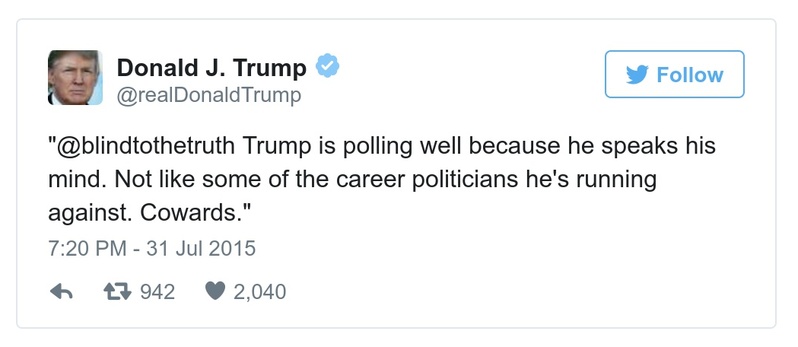 Donald J. Trump
@realDonaldTrump
Follow
"@blindtothetruth Trump is polling well because he speaks his
mind. Not like some of the career politicians he's running
against. Cowards."
7:20 PM - 31 Jul 2015
942 2,040